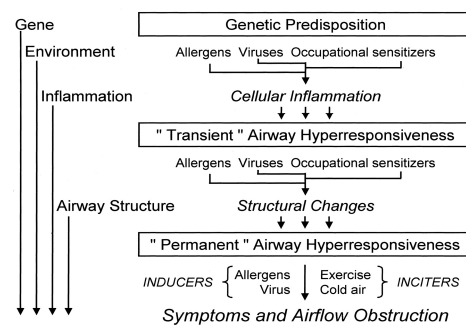 Gene
Genetic Predisposition
Environment
Allergens Viruses Occupational sensitizers
Inflammation
Cellular Inflammation
" Transient " Airway Hyperresponsiveness
Allergens Viruses Occupational sensitizers
Airway Structure
Structural Changes
" Permanent " Airway Hyperresponsiveness
INDUCERS { Allergens Exercise } INCITERS
Virus Cold air
Symptoms and Airflow Obstruction